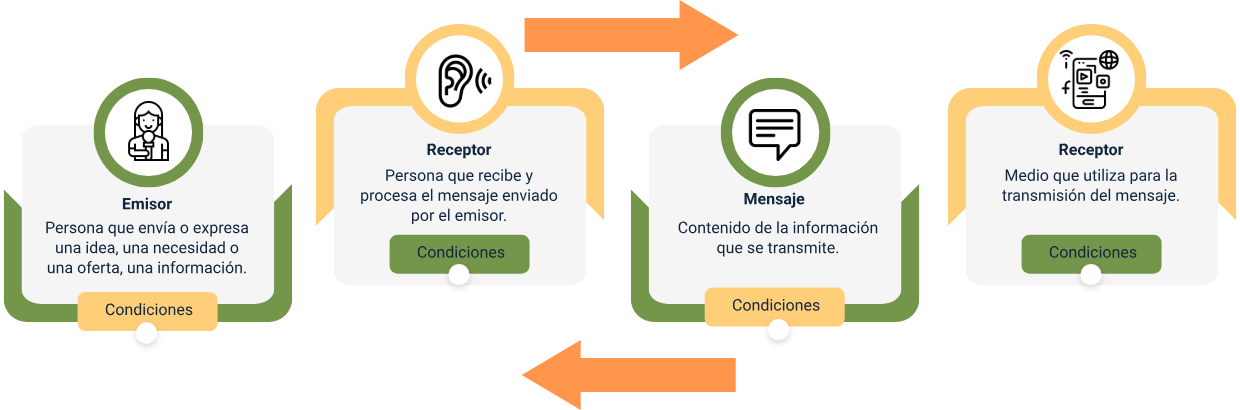 Emisor
Persona que envía o expresa
una idea, una necesidad o
una oferta, una información.
Condiciones
Receptor
Persona que recibe y
procesa el mensaje enviado
por el emisor.
Condiciones
Mensaje
Contenido de la información
que se transmite.
Condiciones
Receptor
Medio que utiliza para la
transmisión del mensaje.
Condiciones